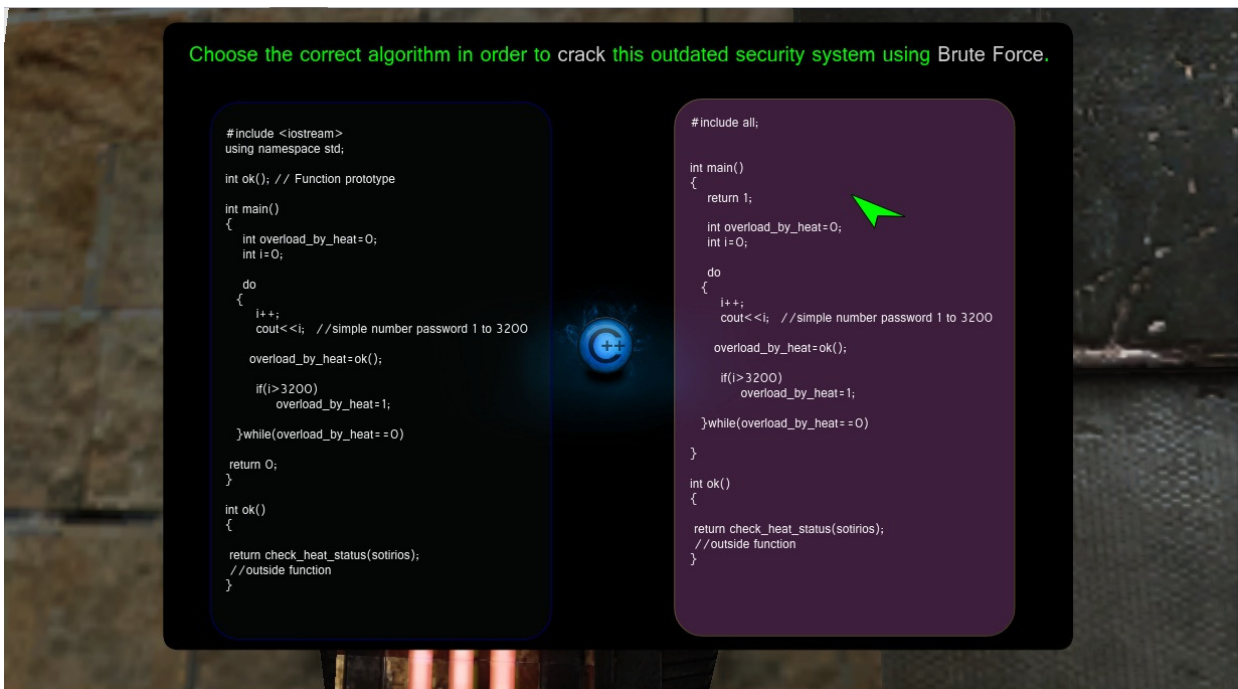 Choose the correct algorithm in order to crack this outdated security system using Brute Force.
#include <iostream>
using namespace std;
int ok(); // Function prototype
int main()
{
int overload_by_heat=0;
int i=0;
do
{
i++;
cout<<i; //simple number password 1 to 3200
overload_by_heat=ok();
if(i>3200)
overload_by_heat=1;
}while(overload_by_heat==0)
return 0;
}
int ok()
{
return check_heat_status(sotirios);
//outside function
}
C++
#include all;
int main()
{
return 1;
int overload_by_heat=0;
int i=0;
do
{
i++;
cout<<i; //simple number password 1 to 3200
overload_by_heat=ok();
if(i>3200)
overload_by_heat=1;
}while(overload_by_heat==0)
}
int ok()
{
return check_heat_status(sotirios);
//outside function
}